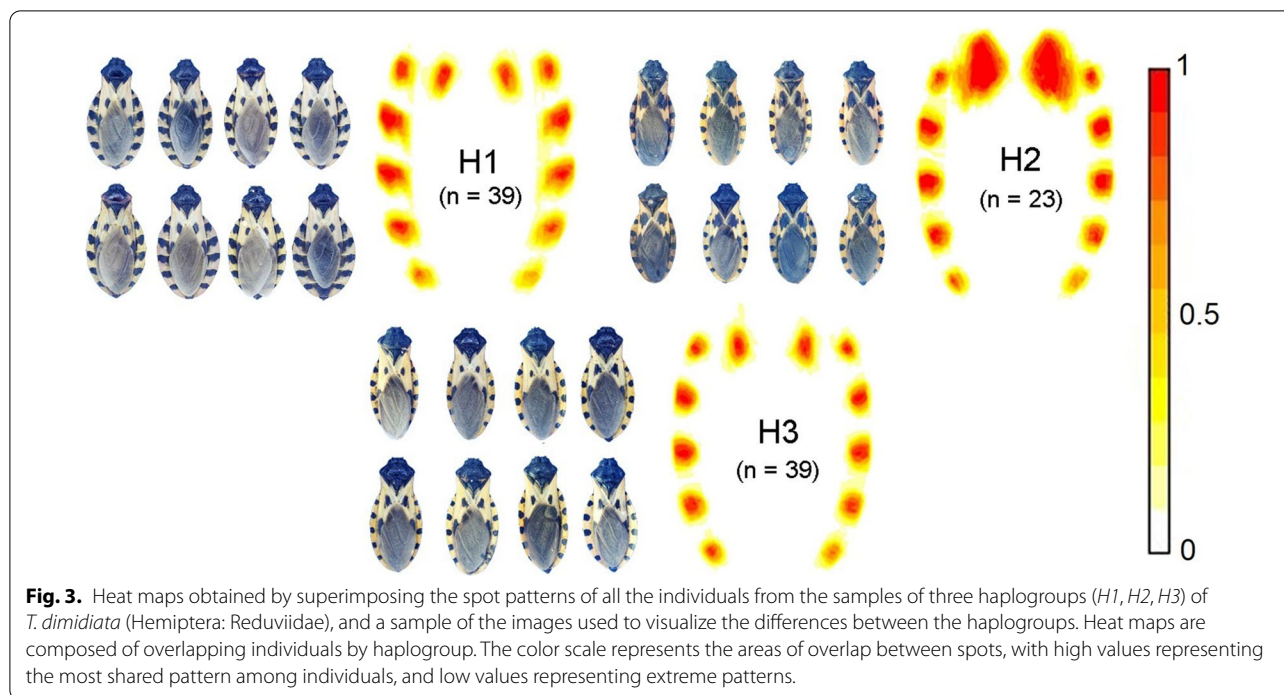 H1
(n = 39)
H2
(n = 23)
H3
(n = 39)
1
0.5
0
Fig. 3. Heat maps obtained by superimposing the spot patterns of all the individuals from the samples of three haplogroups (H1, H2, H3) of
T. dimidiata (Hemiptera: Reduviidae), and a sample of the images used to visualize the differences between the haplogroups. Heat maps are
composed of overlapping individuals by haplogroup. The color scale represents the areas of overlap between spots, with high values representing
the most shared pattern among individuals, and low values representing extreme patterns.